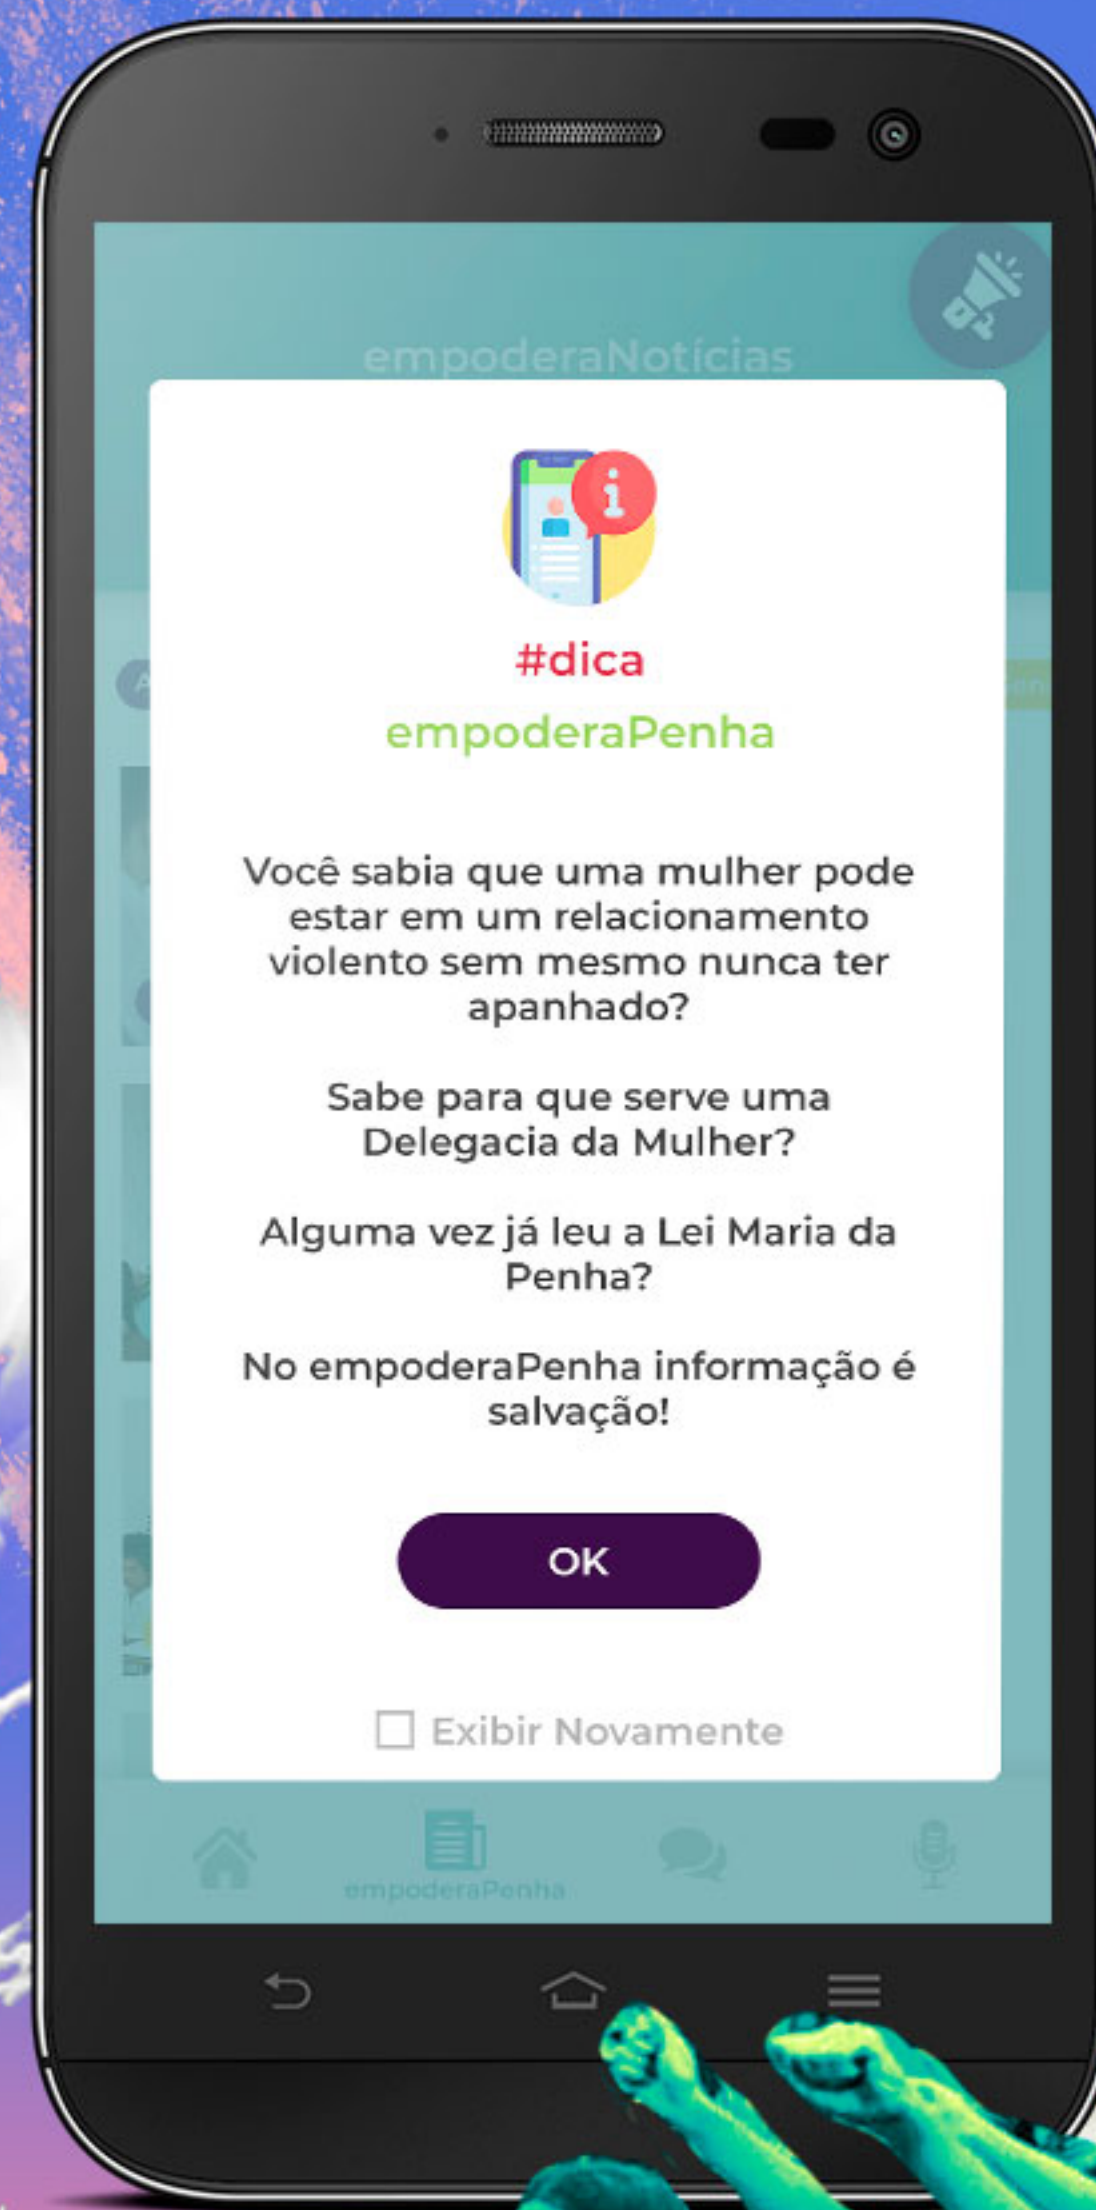 empoderaNotícias
#dica
empoderaPenha
Você sabia que uma mulher pode
estar em um relacionamento
violento sem mesmo nunca ter
apanhado?
Sabe para que serve uma
Delegacia da Mulher?
Alguma vez já leu a Lei Maria da
Penha?
No empoderaPenha informação é
salvação!
OK
Exibir Novamente
empoderaPenha